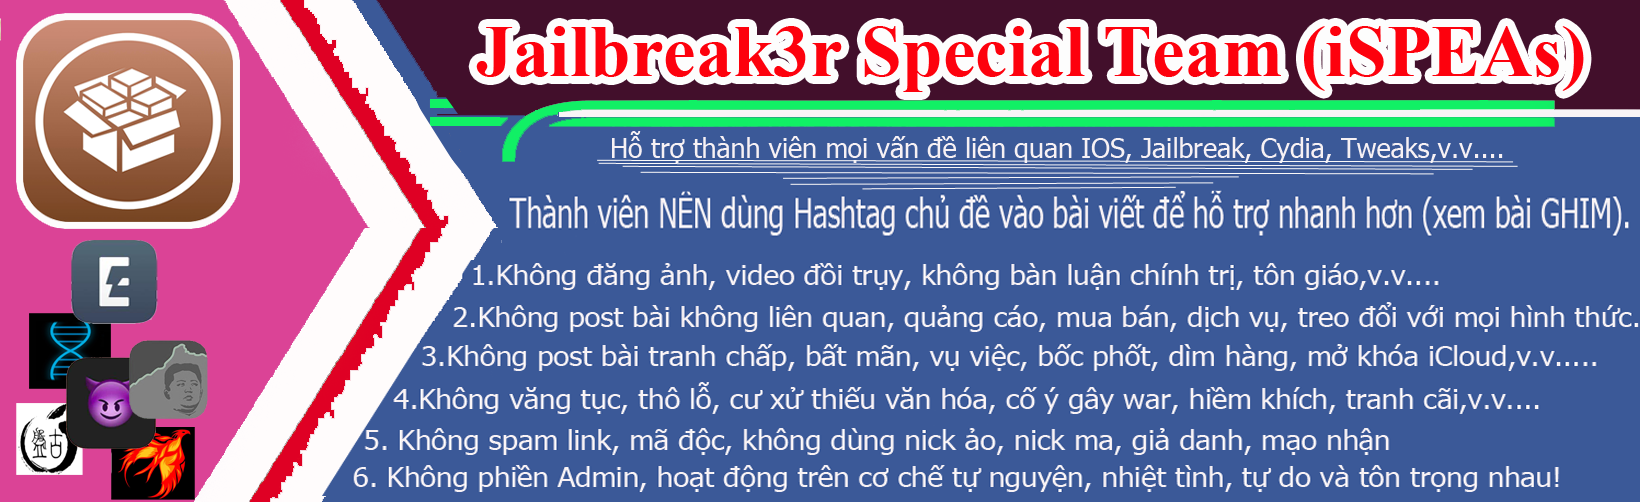 Jailbreak3r Special Team (iSPEAs)
Hỗ trợ thành viên mọi vấn đề liên quan IOS, Jailbreak, Cydia, Tweaks,v.v....
Thành viên NÊN dùng Hashtag chủ đề vào bài viết để hỗ trợ nhanh hơn (xem bài GHIM).
1.Không đăng ảnh, video đồi trụy, không bàn luận chính trị, tôn giáo,v.v....
2.Không post bài không liên quan, quảng cáo, mua bán, dịch vụ, treo đổi với mọi hình thức.
3.Không post bài tranh chấp, bất mãn, vụ việc, bốc phốt, dìm hàng, mở khóa iCloud,v.v.....
4.Không văng tục, thô lỗ, cư xử thiếu văn hóa, cố ý gây war, hiềm khích, tranh cãi,v.v....
5. Không spam link, mã độc, không dùng nick ảo, nick ma, giả danh, mạo nhận
6. Không phiền Admin, hoạt động trên cơ chế tự nguyện, nhiệt tình, tự do và tôn trọng nhau!
E